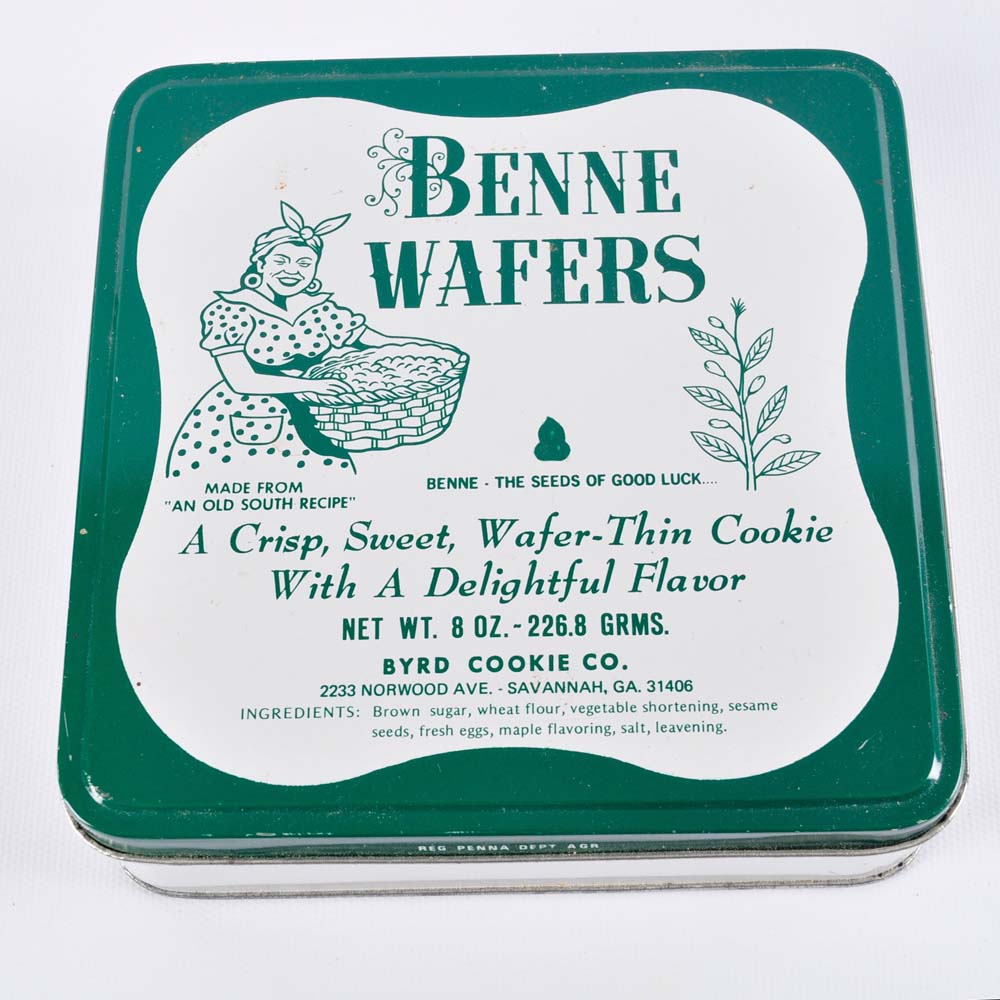 BENNE
WAFERS
MADE FROM
"AN OLD SOUTH RECIPE"
BENNE - THE SEEDS OF GOOD LUCK....
A Crisp, Sweet, Wafer-Thin Cookie
With A Delightful Flavor
NET WT. 8 OZ. - 226.8 GRMS.
BYRD COOKIE CO.
2233 NORWOOD AVE. - SAVANNAH, GA. 31406
INGREDIENTS: Brown sugar, wheat flour, vegetable shortening, sesame
seeds, fresh eggs, maple flavoring, salt, leavening.
REG PENNA DEPT AGR